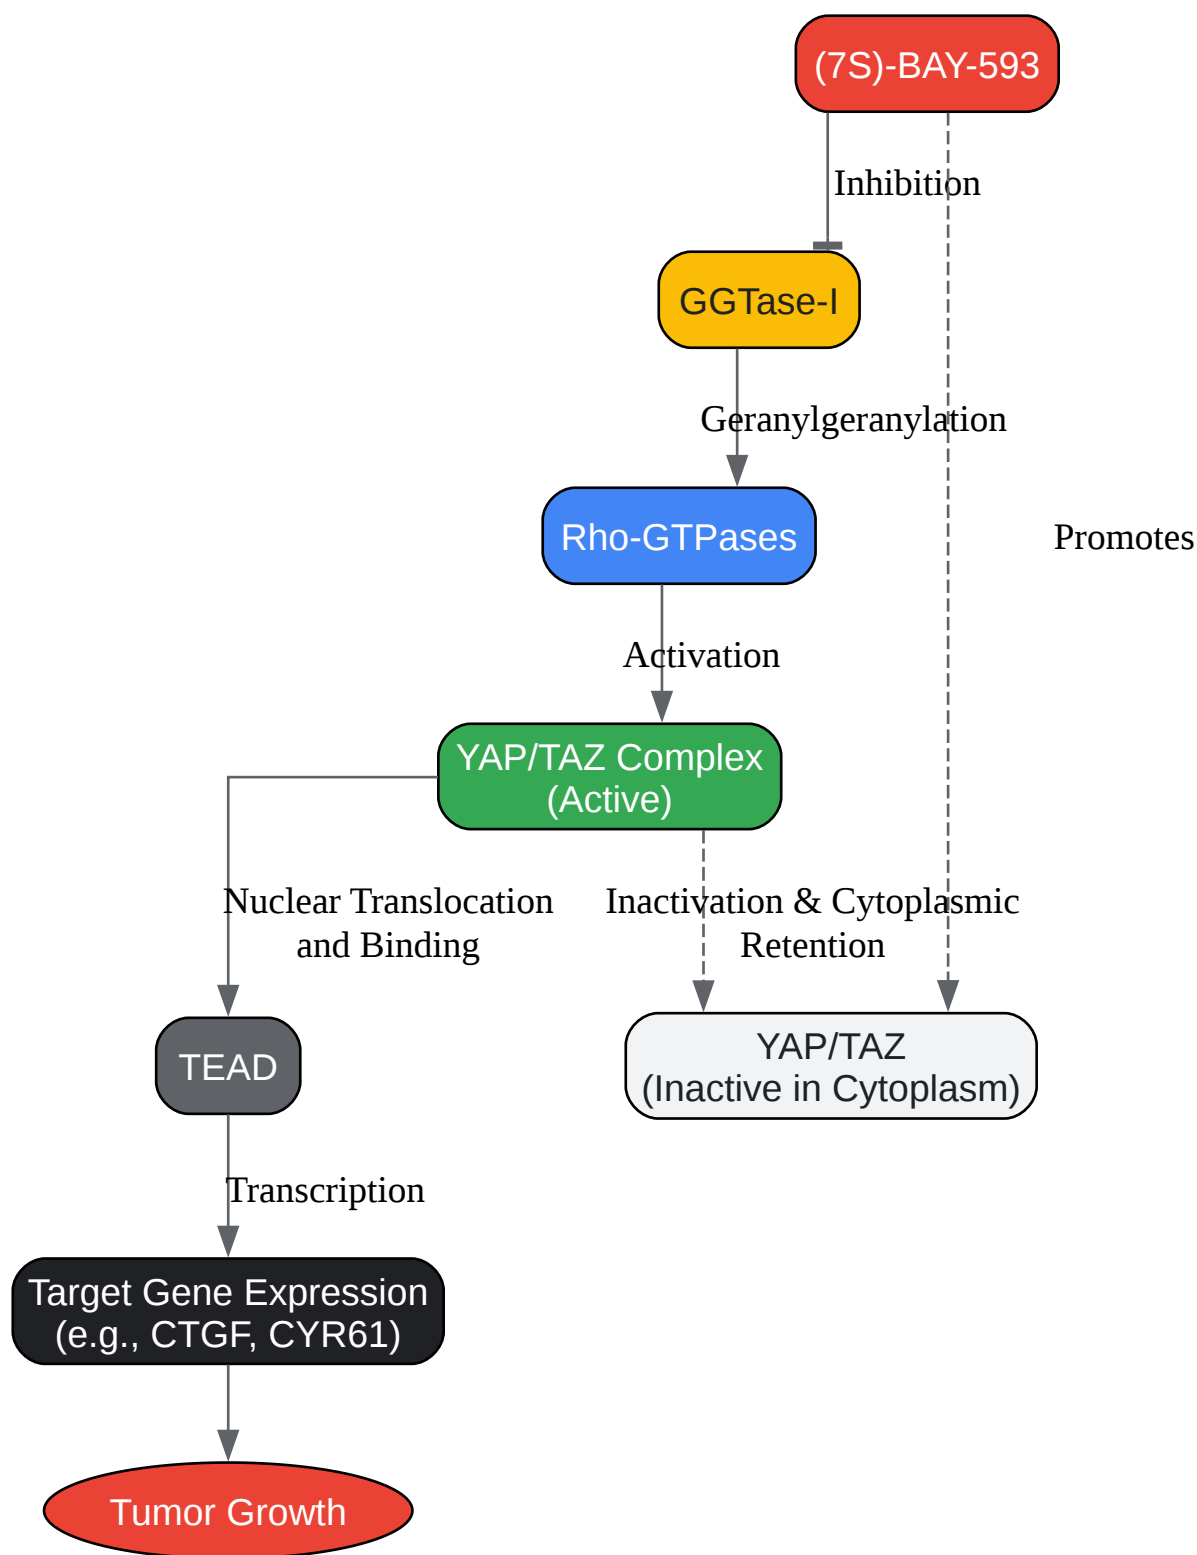 (7S)-BAY-593
Inhibition
GGTase-I
Geranylgeranylation
Rho-GTPases
Promotes
Activation
YAP/TAZ Complex
(Active)
Nuclear Translocation
and Binding
Inactivation & Cytoplasmic
Retention
TEAD
YAP/TAZ
(Inactive in Cytoplasm)
Transcription
Target Gene Expression
(e.g., CTGF, CYR61)
Tumor Growth